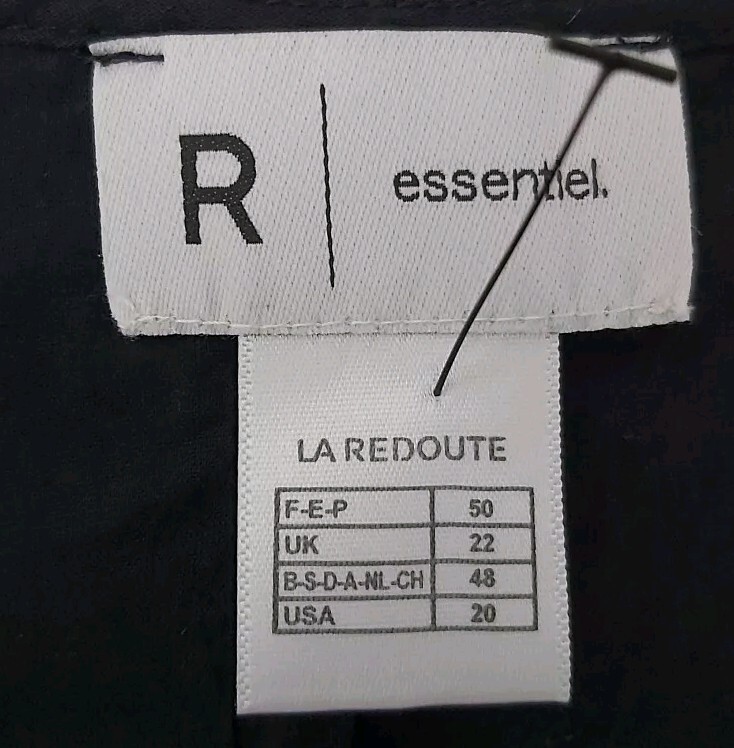 R | essentiel.
LA REDOUTE
F-E-P 50
UK 22
B-S-D-A-NL-CH 48
USA 20